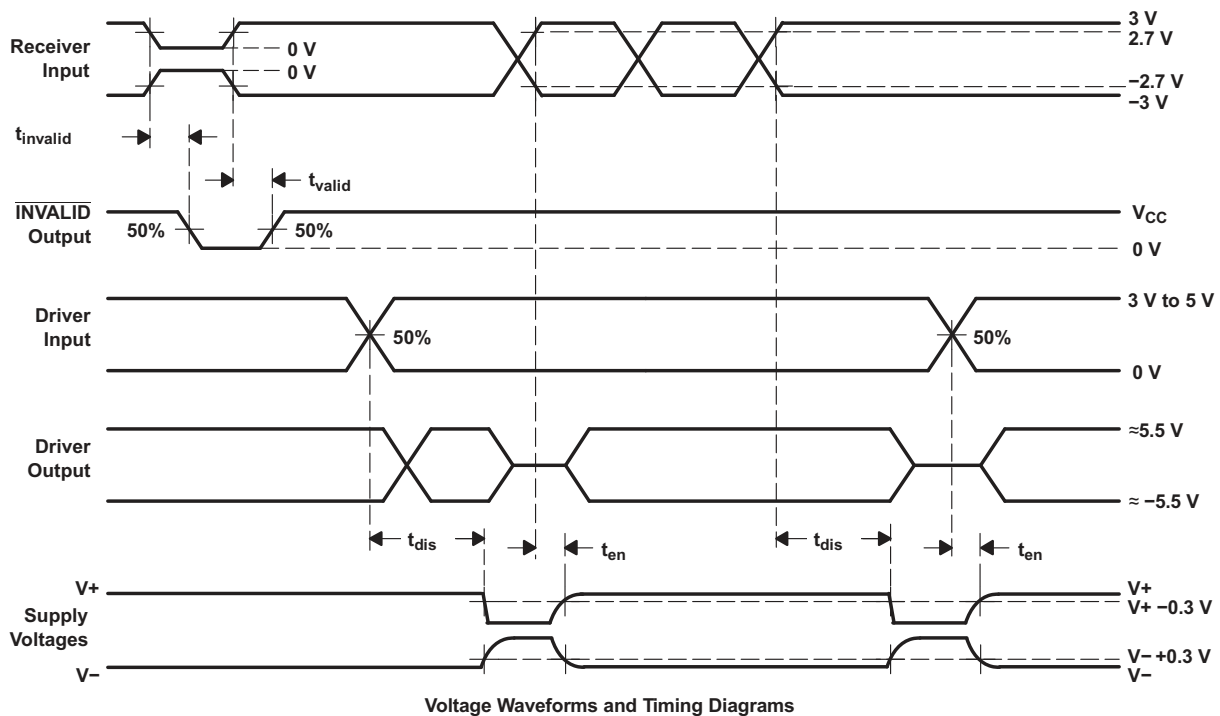 3 V
2.7 V
Receiver
Input
0 V
0 V
−2.7 V
−3 V
tinvalid
tvalid
INVALID
Output
50%
50%
VCC
0 V
Driver
Input
50%
50%
3 V to 5 V
0 V
Driver
Output
≈5.5 V
≈ −5.5 V
tdis
ten
tdis
ten
V+
Supply
Voltages
V−
V+
V+ −0.3 V
V− +0.3 V
V−
Voltage Waveforms and Timing Diagrams